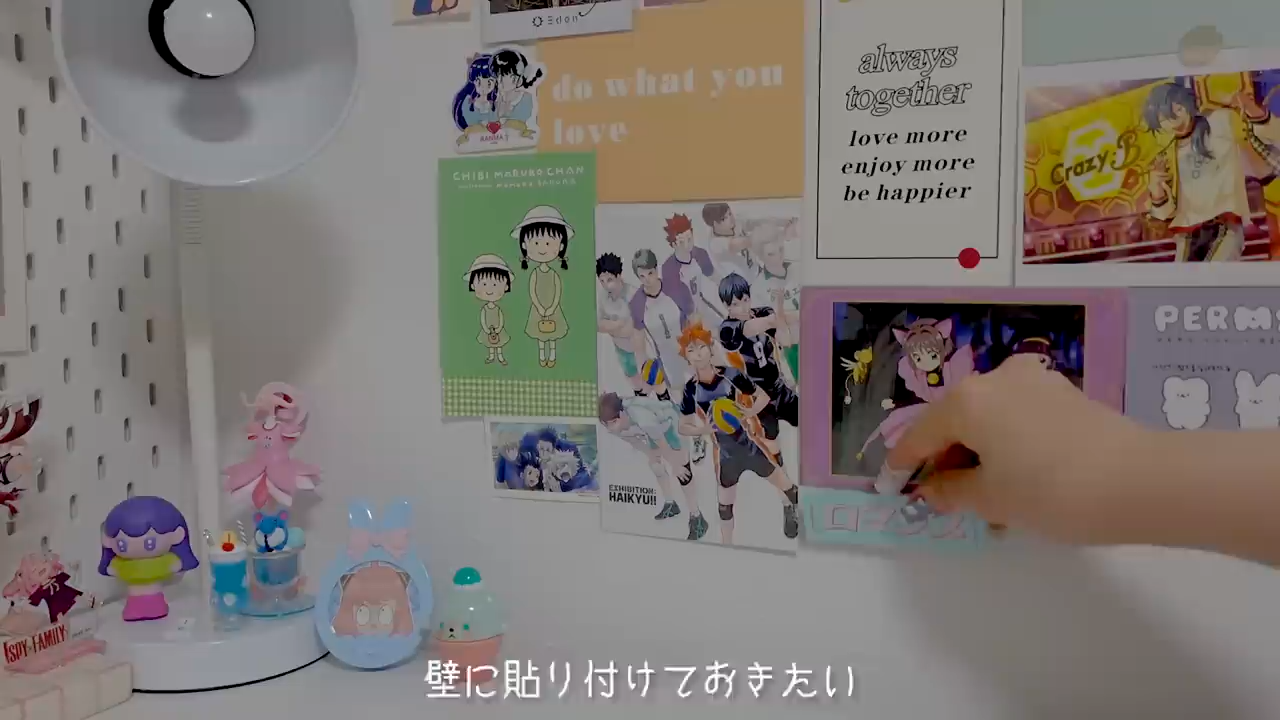 Edon
do what you
love
always
together
love more
enjoy more
be happier
Crazy:B
CHIBI MARUKO CHAN
EXHIBITION:
HAIKYU!!
SPY×FAMILY
壁に貼り付けておきたい